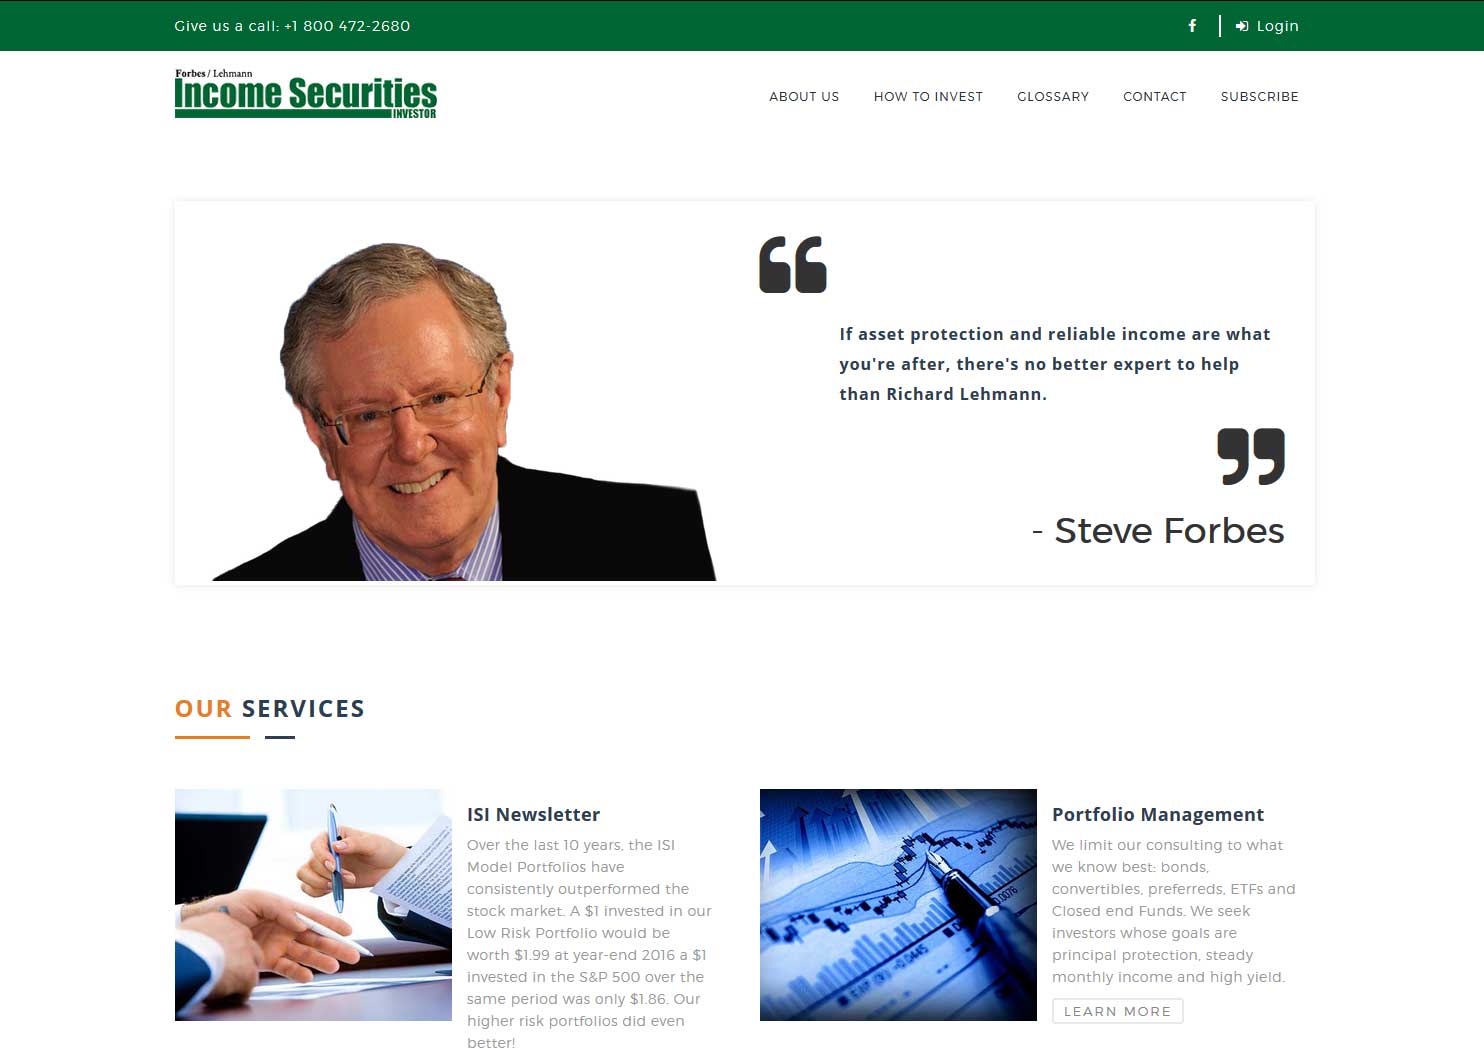 Give us a call: +1 800 472-2680
Login
Forbes / Lehmann
Income Securities
INVESTOR
ABOUT US
HOW TO INVEST
GLOSSARY
CONTACT
SUBSCRIBE
“
If asset protection and reliable income are what
you're after, there's no better expert to help
than Richard Lehmann.
”
- Steve Forbes
OUR SERVICES
ISI Newsletter
Over the last 10 years, the ISI
Model Portfolios have
consistently outperformed the
stock market. A $1 invested in our
Low Risk Portfolio would be
worth $1.99 at year-end 2016 a $1
invested in the S&P 500 over the
same period was only $1.86. Our
higher risk portfolios did even
better!
Portfolio Management
We limit our consulting to what
we know best: bonds,
convertibles, preferreds, ETFs and
Closed end Funds. We seek
investors whose goals are
principal protection, steady
monthly income and high yield.
LEARN MORE